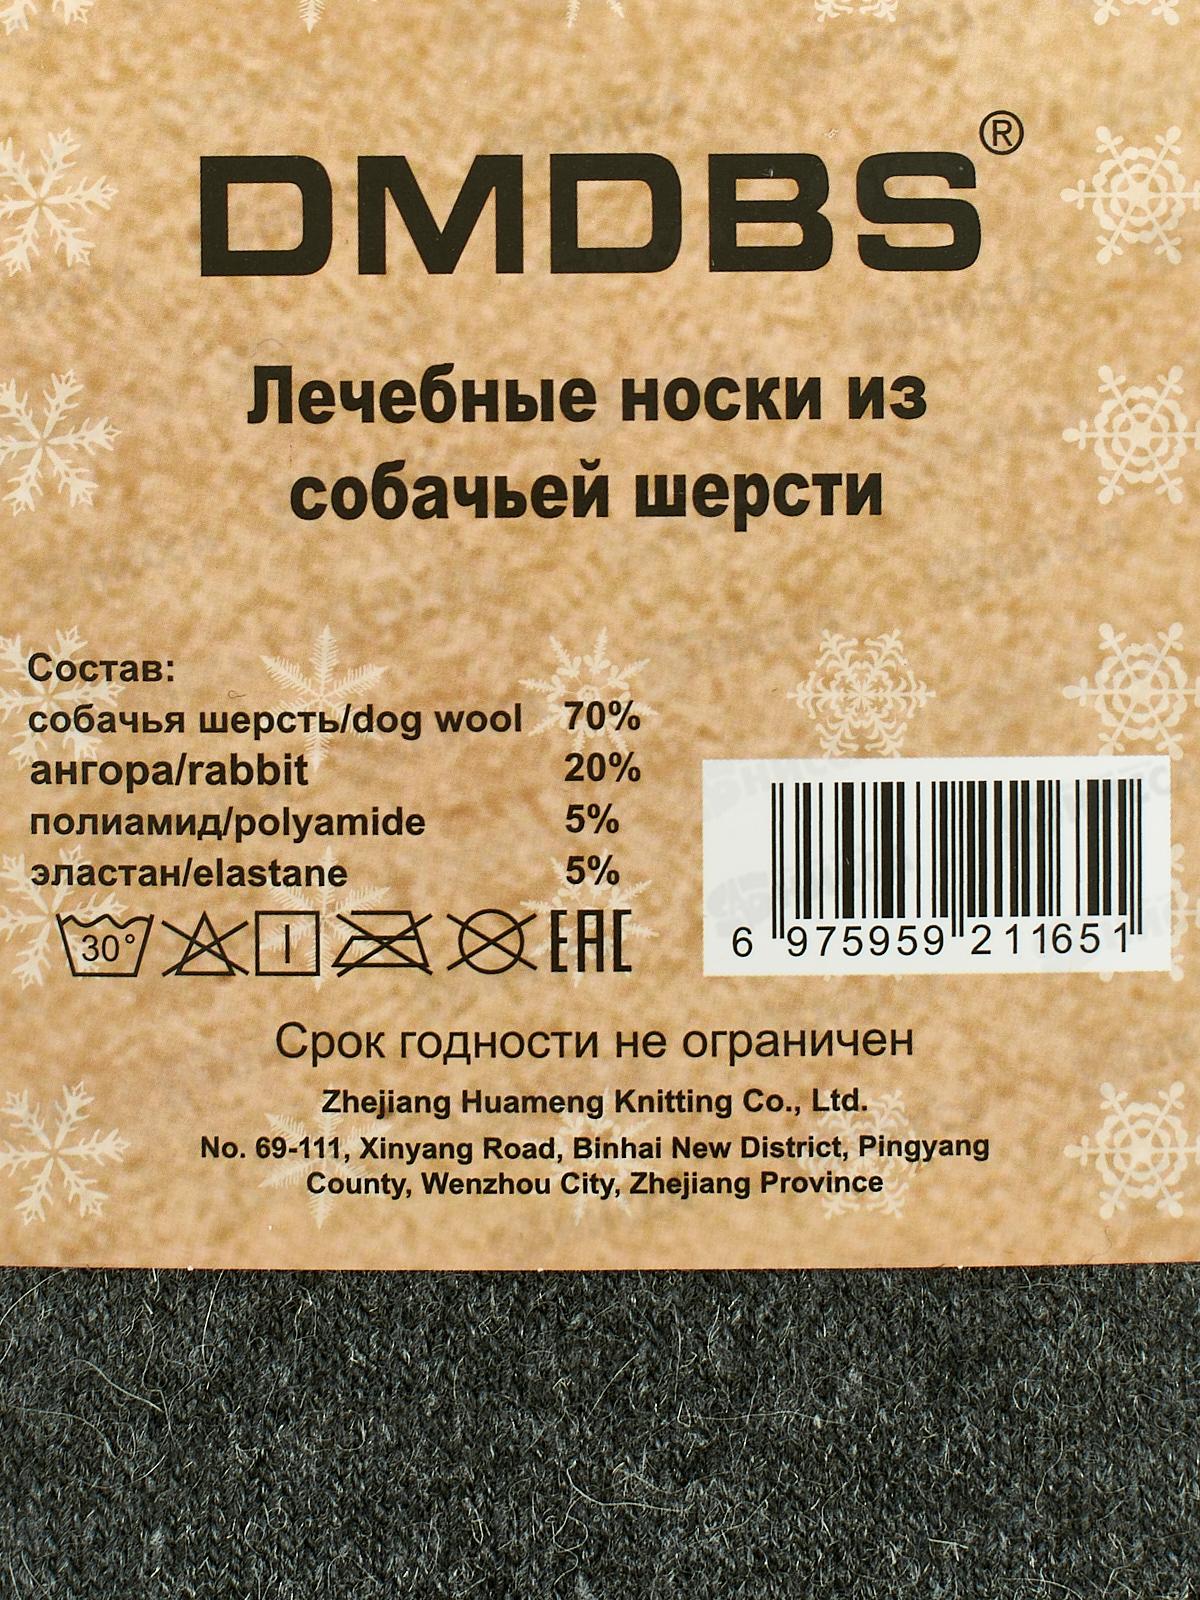 DMDBS®
Лечебные носки из
собачьей шерсти
Состав:
собачья шерсть/dog wool 70%
ангора/rabbit 20%
полиамид/polyamide 5%
эластан/elastane 5%
30° EAC
6 975959 211651
Срок годности не ограничен
Zhejiang Huameng Knitting Co., Ltd.
No. 69-111, Xinyang Road, Binhai New District, Pingyang
County, Wenzhou City, Zhejiang Province